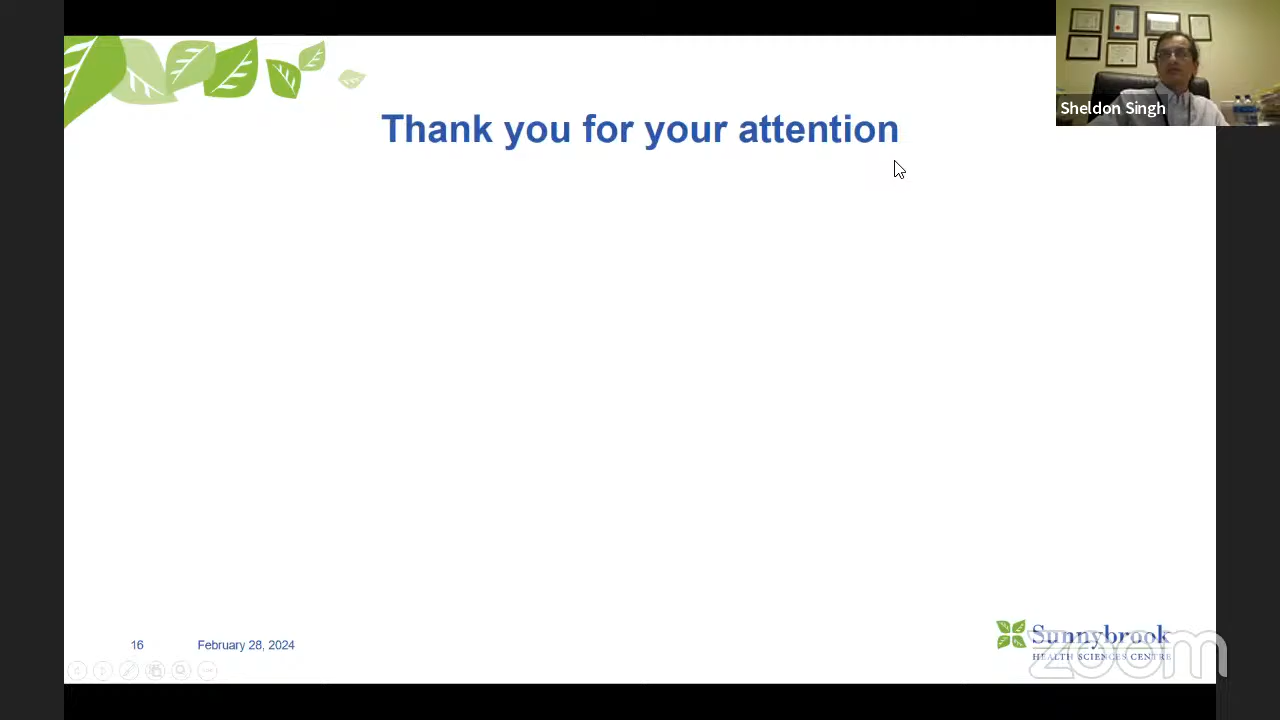 Sheldon Singh
Thank you for your attention
16
February 28, 2024
Sunnybrook
HEALTH SCIENCES CENTRE
zoom